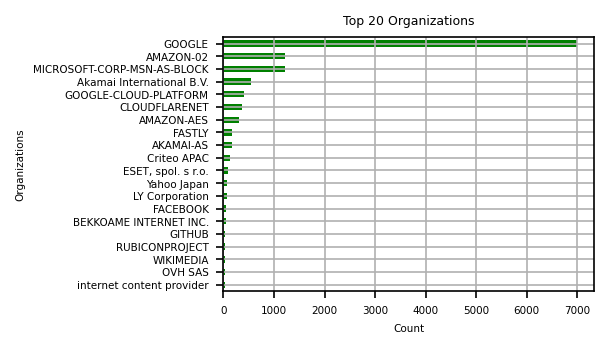 Top 20 Organizations
Organizations
GOOGLE
AMAZON-02
MICROSOFT-CORP-MSN-AS-BLOCK
Akamai International B.V.
GOOGLE-CLOUD-PLATFORM
CLOUDFLARENET
AMAZON-AES
FASTLY
AKAMAI-AS
Criteo APAC
ESET, spol. s r.o.
Yahoo Japan
LY Corporation
FACEBOOK
BEKKOAME INTERNET INC.
GITHUB
RUBICONPROJECT
WIKIMEDIA
OVH SAS
internet content provider
0 1000 2000 3000 4000 5000 6000 7000
Count